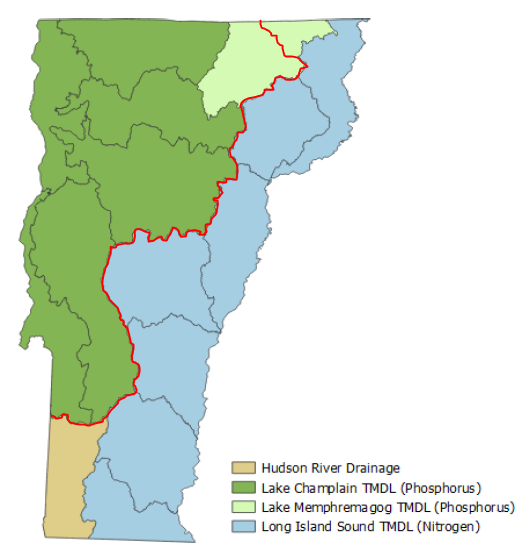 Hudson River Drainage
Lake Champlain TMDL (Phosphorus)
Lake Memphremagog TMDL (Phosphorus)
Long Island Sound TMDL (Nitrogen)